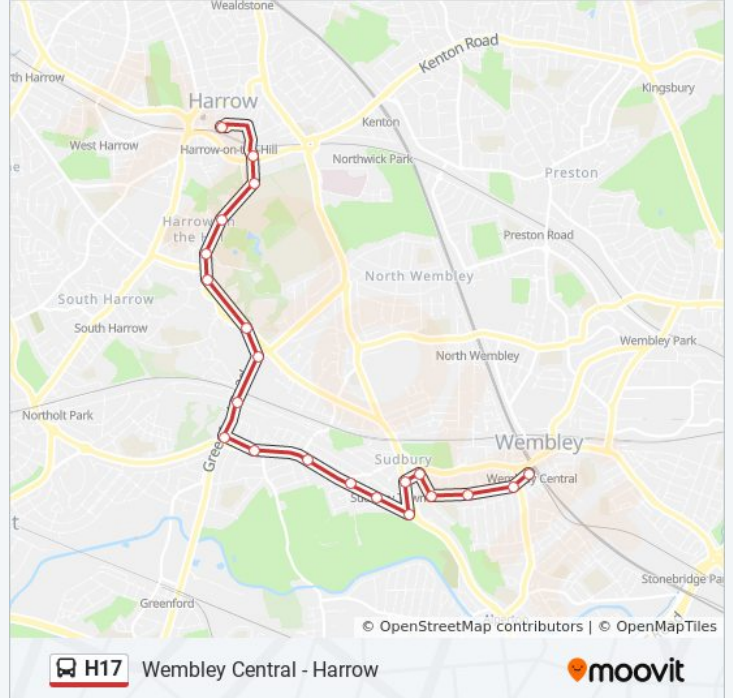 Wealdstone
Kenton Road
th Harrow
Kingsbury
Harrow
Kenton
West Harrow
Harrow-on-the-Hill
Northwick Park
Preston
Harrow on
the Hill
Preston Road
North Wembley
South Harrow
South Harrow
Wembley Park
North Wembley
Northolt Park
Wembley
Sudbury
Wembley Central
t
Stonebridge Pa
Greenford
© OpenStreetMap contributors | © OpenMapTiles
H17 Wembley Central - Harrow
moovit